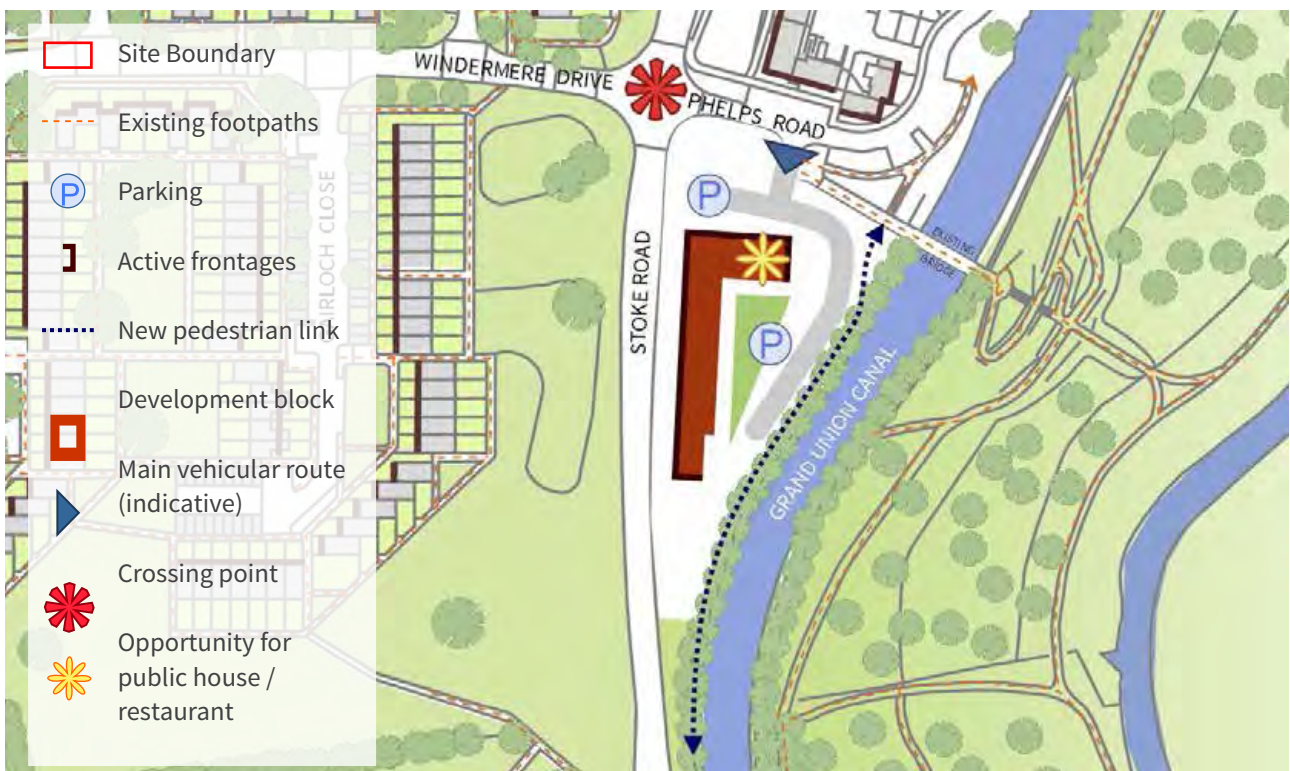 Site Boundary
Existing footpaths
P
Parking
Active frontages
New pedestrian link
Development block
Main vehicular route
(indicative)
Crossing point
Opportunity for
public house /
restaurant
WINDERMERE DRIVE
PHELPS ROAD
P
STOKE ROAD
P
EXISTING
BRIDGE
GRAND UNION CANAL
CLOSE